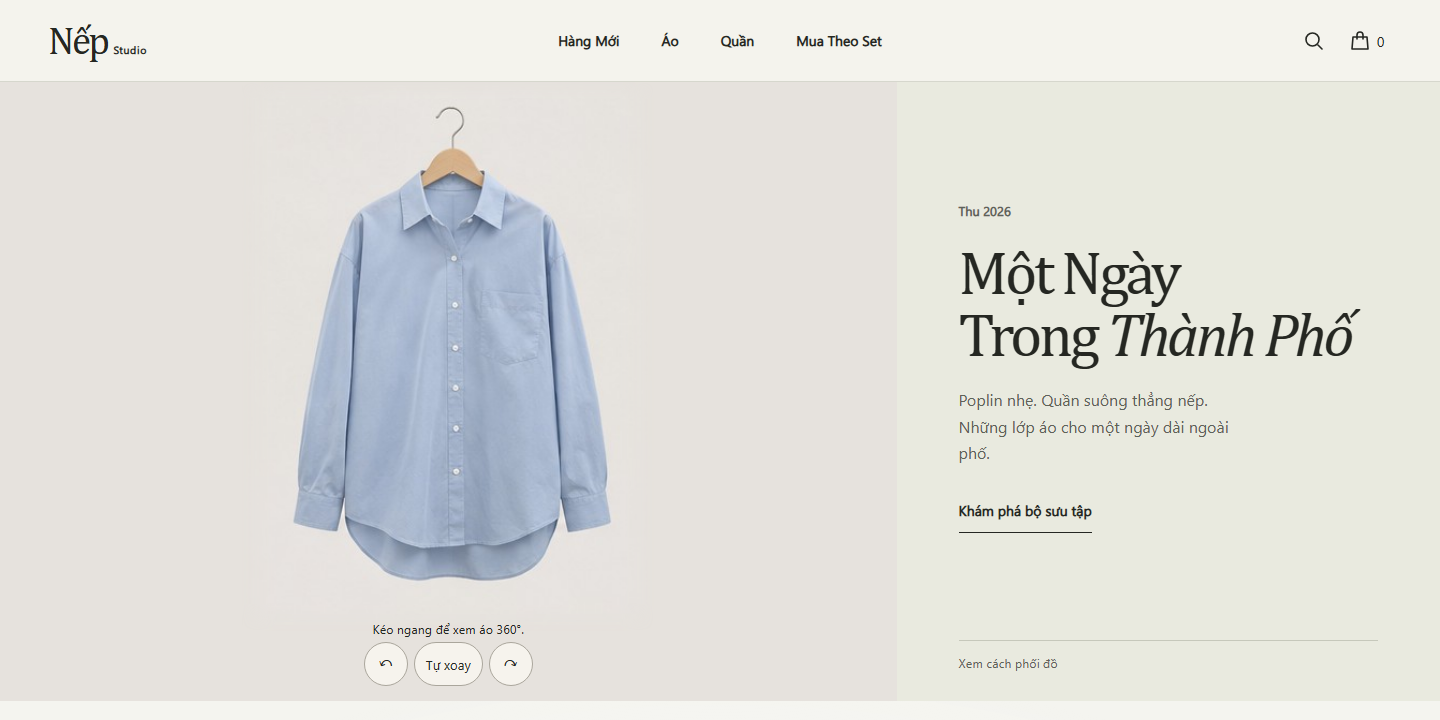 Nếp Studio
Hàng Mới
Áo
Quần
Mua Theo Set
0
Kéo ngang để xem áo 360°.
Tự xoay
Thu 2026
Một Ngày
Trong Thành Phố
Poplin nhẹ. Quần suông thẳng nếp.
Những lớp áo cho một ngày dài ngoài
phố.
Khám phá bộ sưu tập
Xem cách phối đồ